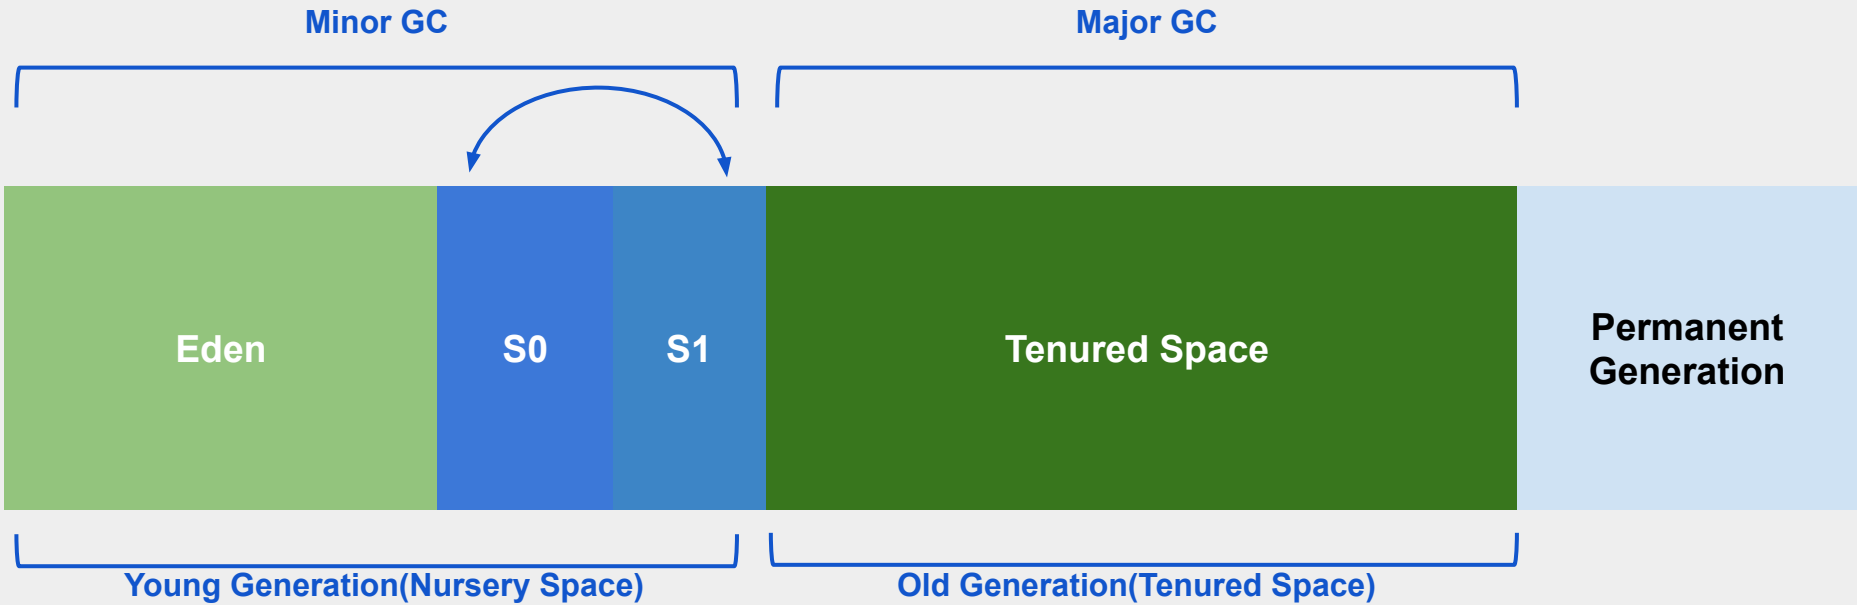 Minor GC
Major GC
Eden
S0
S1
Tenured Space
Permanent
Generation
Young Generation(Nursery Space)
Old Generation(Tenured Space)